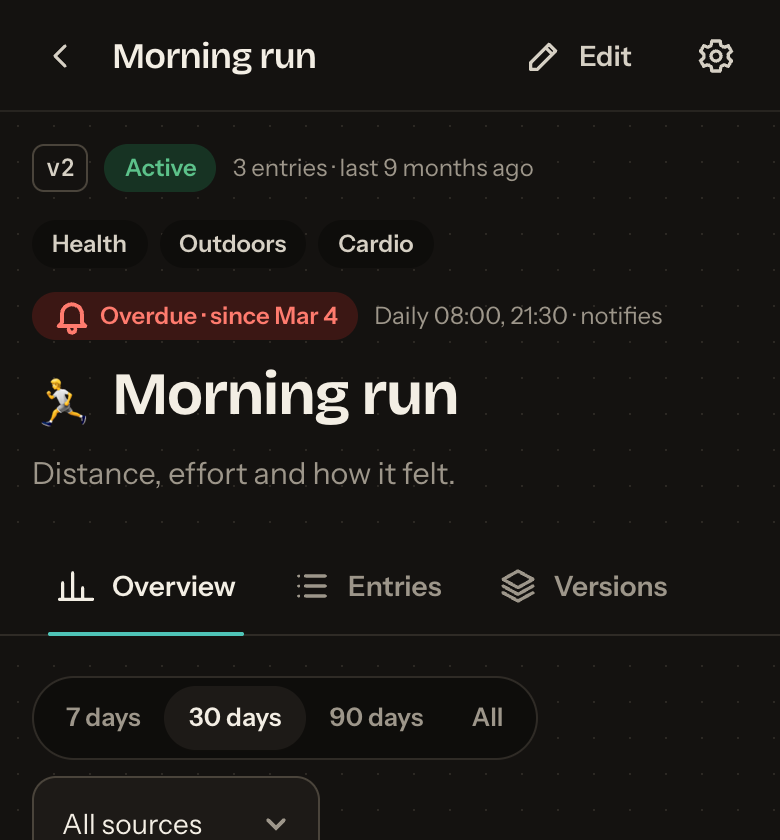 Morning run Edit
v2 Active 3 entries · last 9 months ago
Health Outdoors Cardio
Overdue · since Mar 4 Daily 08:00, 21:30 · notifies
Morning run
Distance, effort and how it felt.
Overview Entries Versions
7 days 30 days 90 days All
All sources